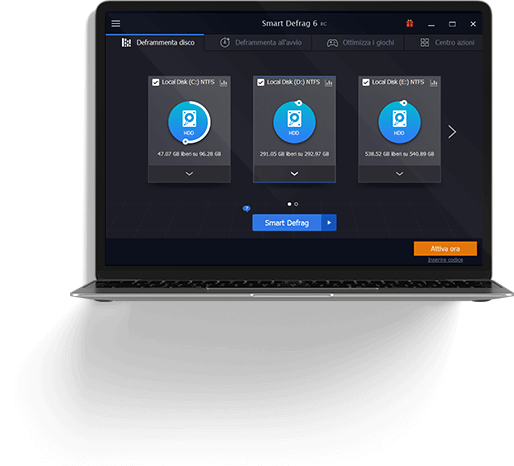 Smart Defrag 6 RC
Deframmenta disco
Deframmenta all'avvio
Ottimizza i giochi
Centro azioni
Local Disk (C:) NTFS
HDD
47.07 GB liberi su 96.28 GB
Local Disk (D:) NTFS
HDD
291.05 GB liberi su 292.97 GB
Local Disk (E:) NTFS
HDD
538.52 GB liberi su 540.89 GB
?
Smart Defrag
Attiva ora
Inserire codice